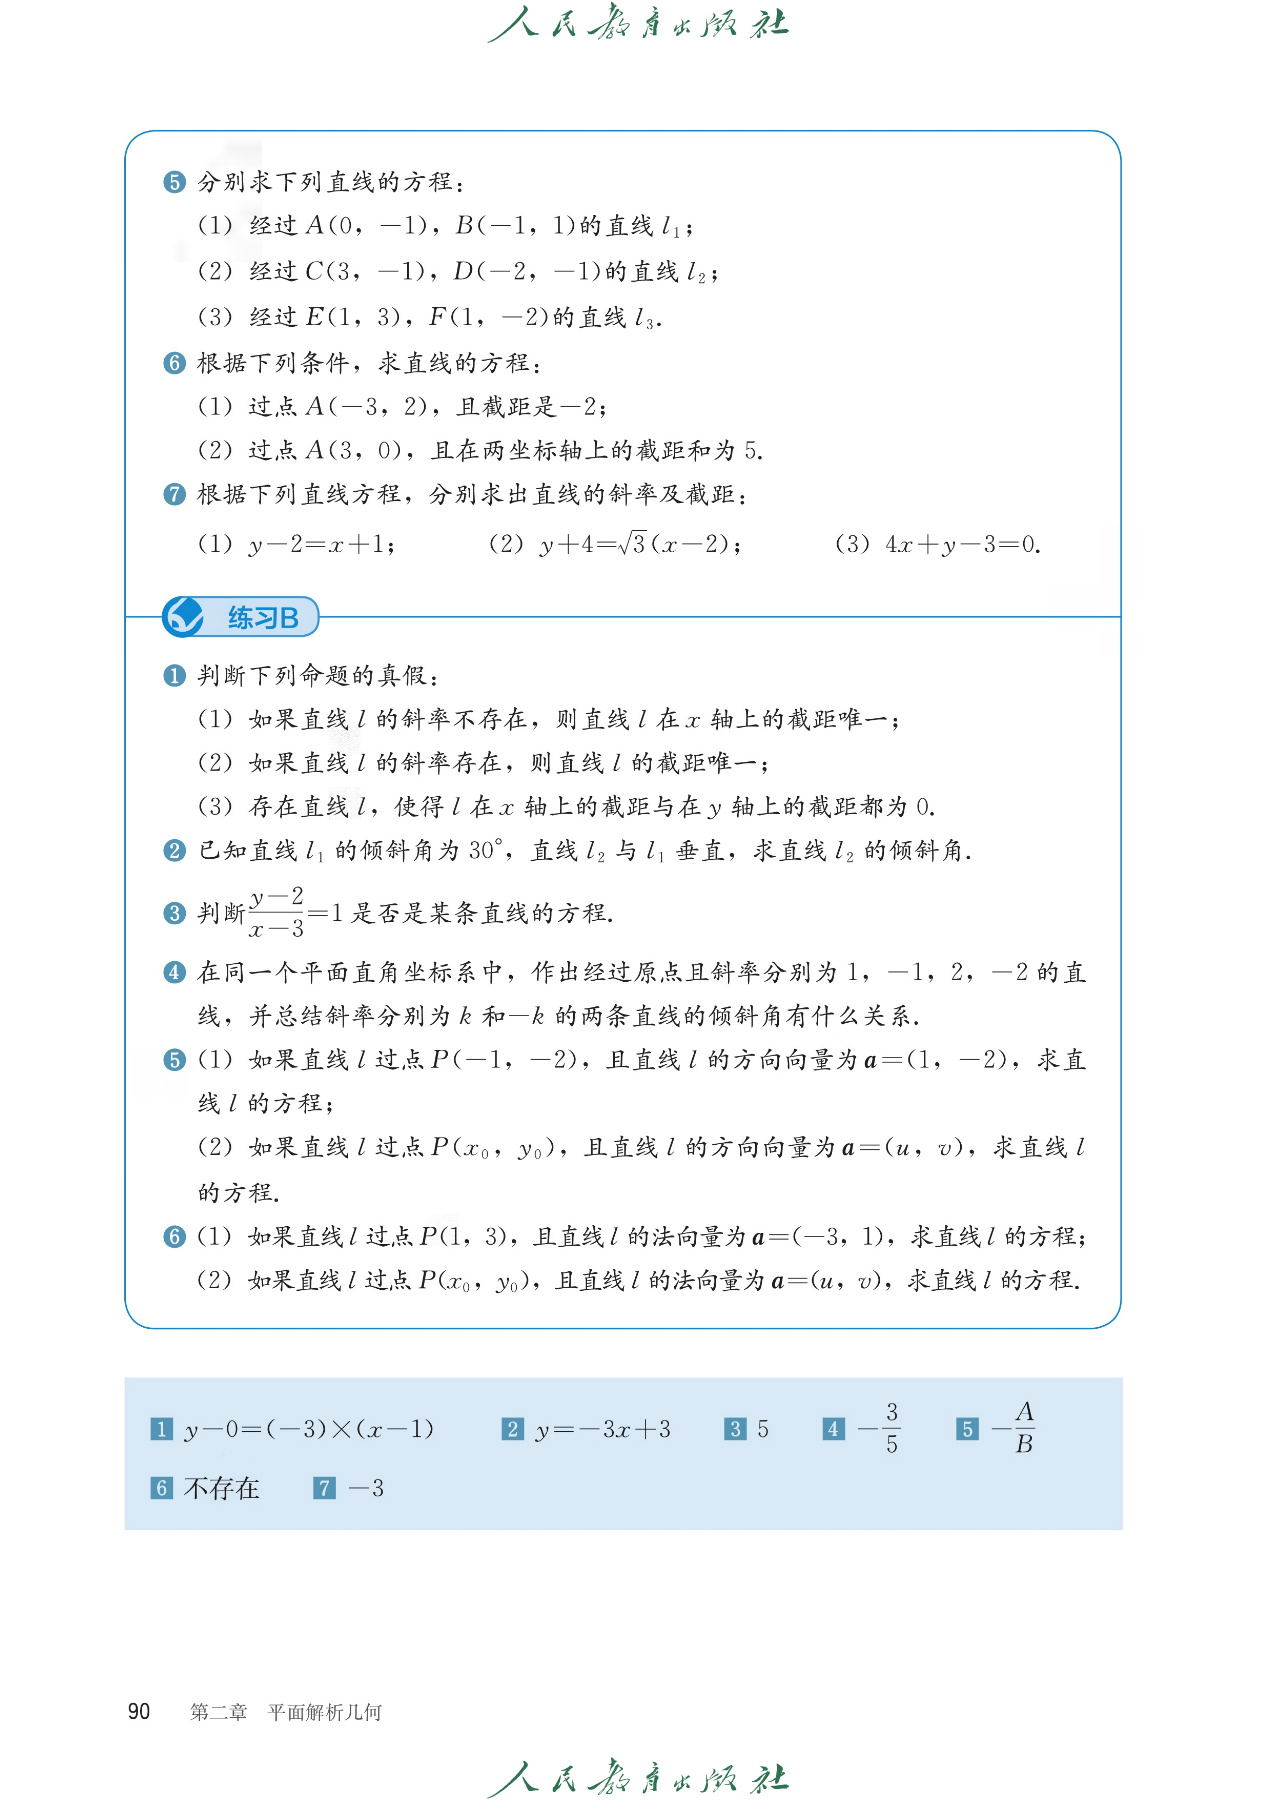 人民教育出版社
5 分别求下列直线的方程：
（1）经过 A(0，－1)，B(－1，1)的直线 l₁；
（2）经过 C(3，－1)，D(－2，－1)的直线 l₂；
（3）经过 E(1，3)，F(1，－2)的直线 l₃．
6 根据下列条件，求直线的方程：
（1）过点 A(－3，2)，且截距是－2；
（2）过点 A(3，0)，且在两坐标轴上的截距和为 5．
7 根据下列直线方程，分别求出直线的斜率及截距：
（1）y－2＝x＋1； （2）y＋4＝√3(x－2)； （3）4x＋y－3＝0．
练习B
1 判断下列命题的真假：
（1）如果直线 l 的斜率不存在，则直线 l 在 x 轴上的截距唯一；
（2）如果直线 l 的斜率存在，则直线 l 的截距唯一；
（3）存在直线 l，使得 l 在 x 轴上的截距与在 y 轴上的截距都为 0．
2 已知直线 l₁ 的倾斜角为 30°，直线 l₂ 与 l₁ 垂直，求直线 l₂ 的倾斜角．
3 判断(y－2)/(x－3)＝1 是否是某条直线的方程．
4 在同一个平面直角坐标系中，作出经过原点且斜率分别为 1，－1，2，－2 的直
线，并总结斜率分别为 k 和－k 的两条直线的倾斜角有什么关系．
5（1）如果直线 l 过点 P(－1，－2)，且直线 l 的方向向量为 a＝(1，－2)，求直
线 l 的方程；
（2）如果直线 l 过点 P(x₀，y₀)，且直线 l 的方向向量为 a＝(u，v)，求直线 l
的方程．
6（1）如果直线 l 过点 P(1，3)，且直线 l 的法向量为 a＝(－3，1)，求直线 l 的方程；
（2）如果直线 l 过点 P(x₀，y₀)，且直线 l 的法向量为 a＝(u，v)，求直线 l 的方程．
1 y－0＝(－3)×(x－1) 2 y＝－3x＋3 3 5 4 －3/5 5 －A/B
6 不存在 7 －3
90 第二章 平面解析几何
人民教育出版社